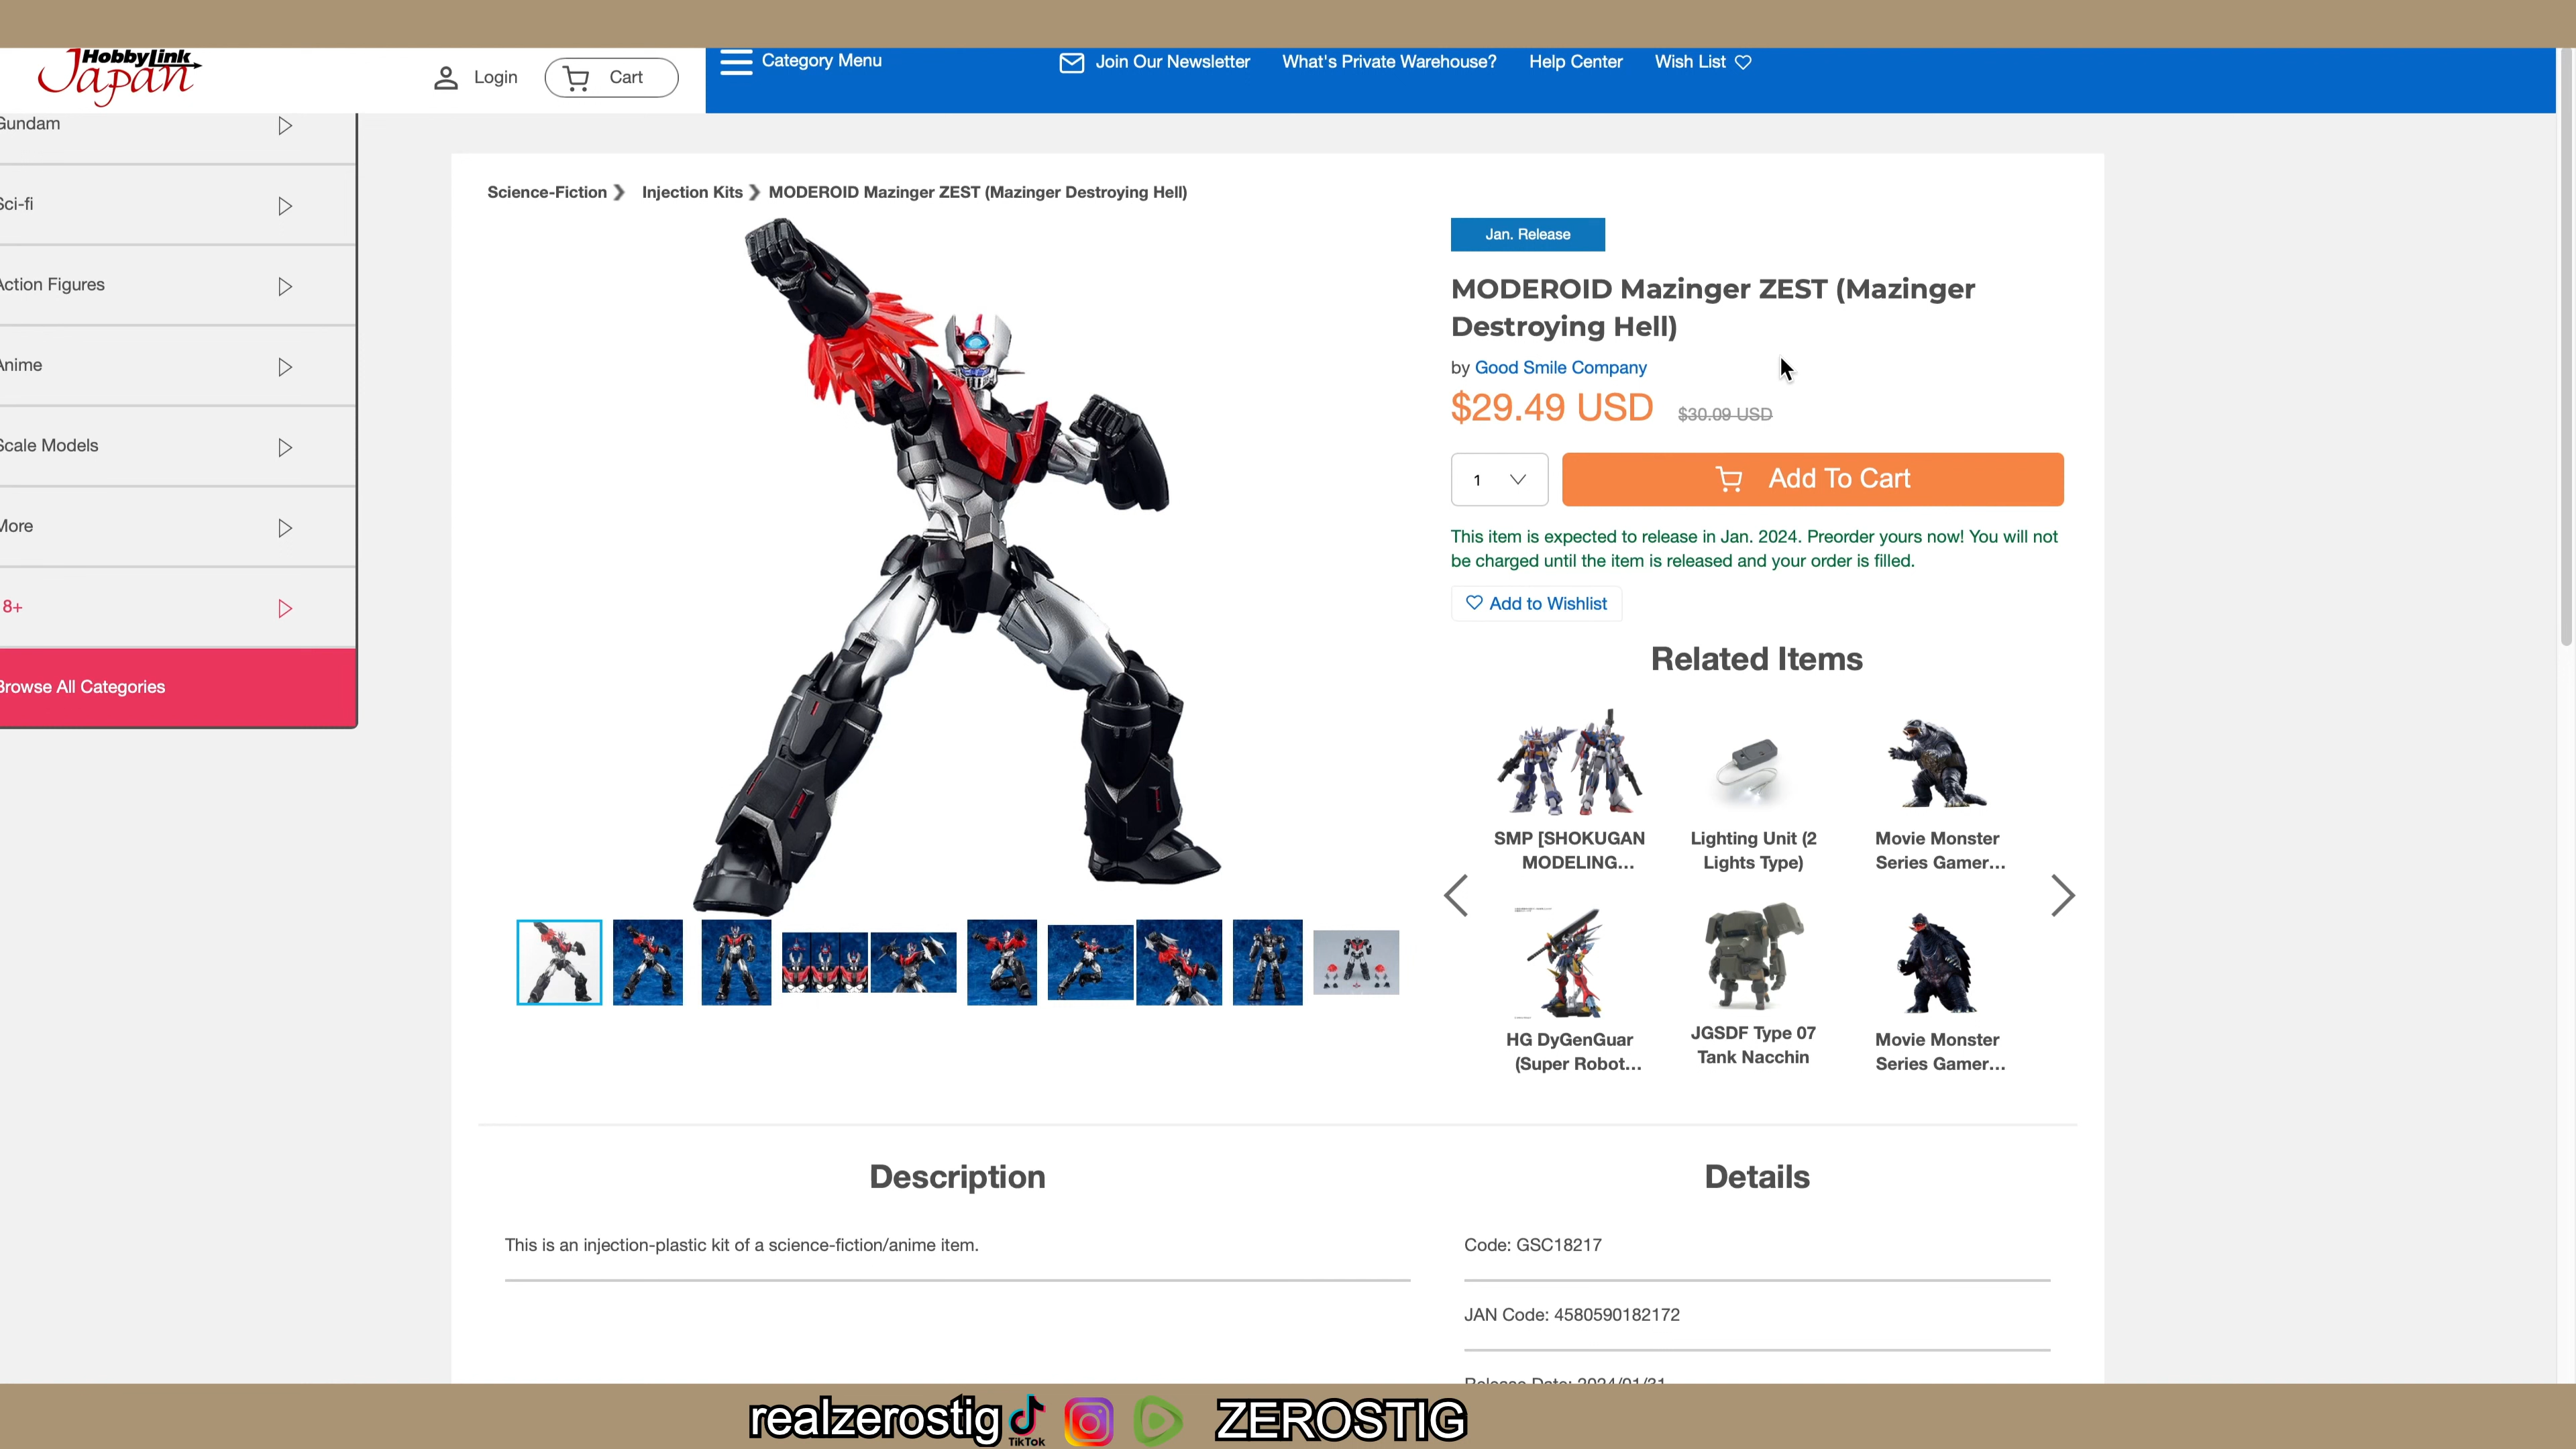 HobbyLink
Japan
Login
Cart
Category Menu
Join Our Newsletter
What's Private Warehouse?
Help Center
Wish List
Gundam
Sci-fi
Action Figures
Anime
Scale Models
More
8+
Browse All Categories
Science-Fiction
Injection Kits
MODEROID Mazinger ZEST (Mazinger Destroying Hell)
Jan. Release
MODEROID Mazinger ZEST (Mazinger
Destroying Hell)
by Good Smile Company
$29.49 USD
$30.09 USD
1
Add To Cart
This item is expected to release in Jan. 2024. Preorder yours now! You will not
be charged until the item is released and your order is filled.
Add to Wishlist
Related Items
SMP [SHOKUGAN
MODELING...
Lighting Unit (2
Lights Type)
Movie Monster
Series Gamer...
HG DyGenGuar
(Super Robot...
JGSDF Type 07
Tank Nacchin
Movie Monster
Series Gamer...
Description
This is an injection-plastic kit of a science-fiction/anime item.
Details
Code: GSC18217
JAN Code: 4580590182172
Release Date: 2024/01/31
realzerostig
TikTok
ZEROSTIG